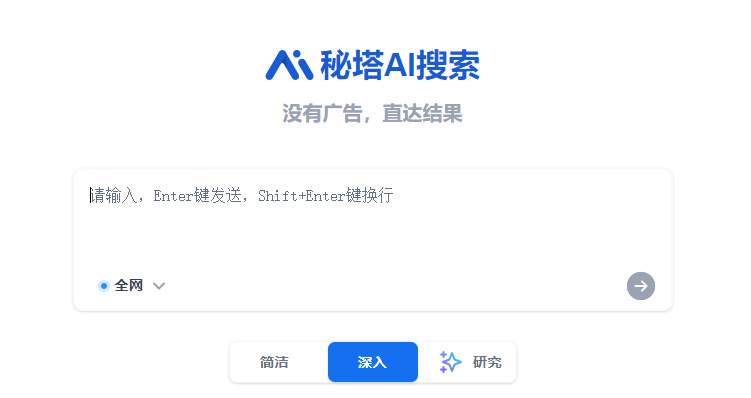 秘塔AI搜索
没有广告，直达结果
请输入，Enter键发送，Shift+Enter键换行
全网
简洁 深入 研究